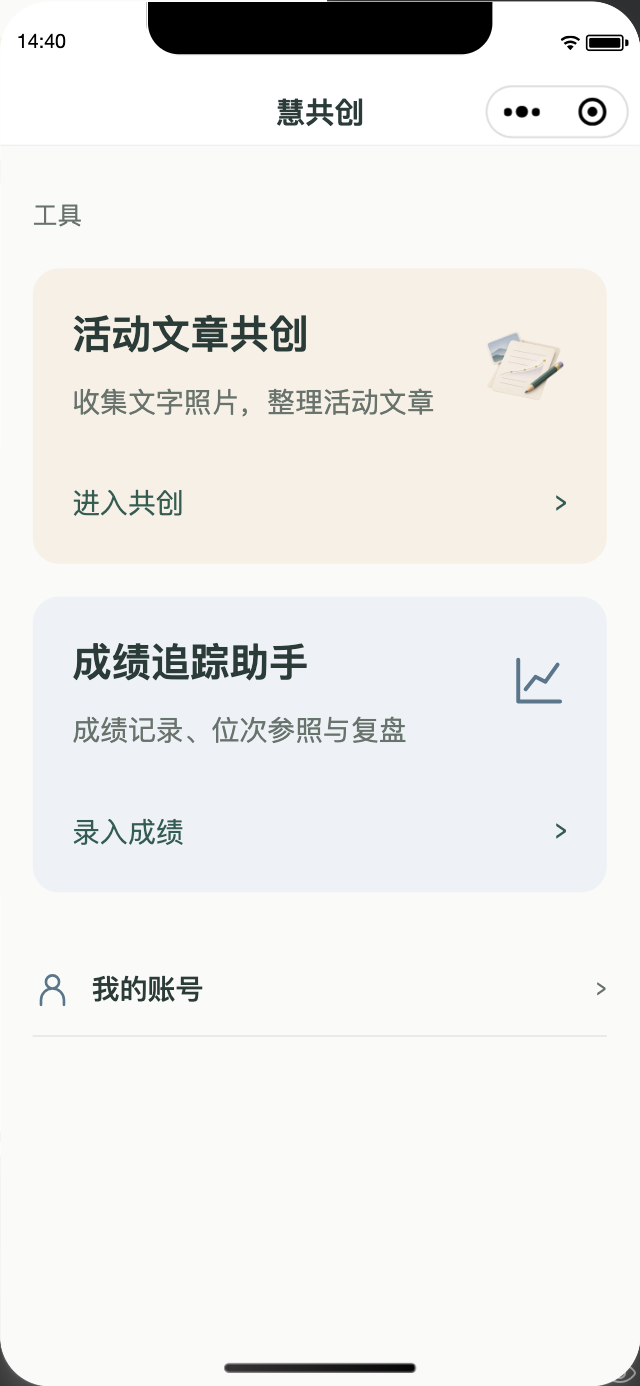 14:40
慧共创
工具
活动文章共创
收集文字照片，整理活动文章
进入共创
成绩追踪助手
成绩记录、位次参照与复盘
录入成绩
我的账号